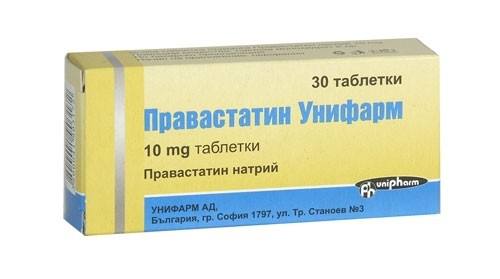 30 таблетки
Правастатин Унифарм
10 mg таблетки
Правастатин натрий
Ph unipharm
УНИФАРМ АД,
България, гр. София 1797, ул. Тр. Станоев №3